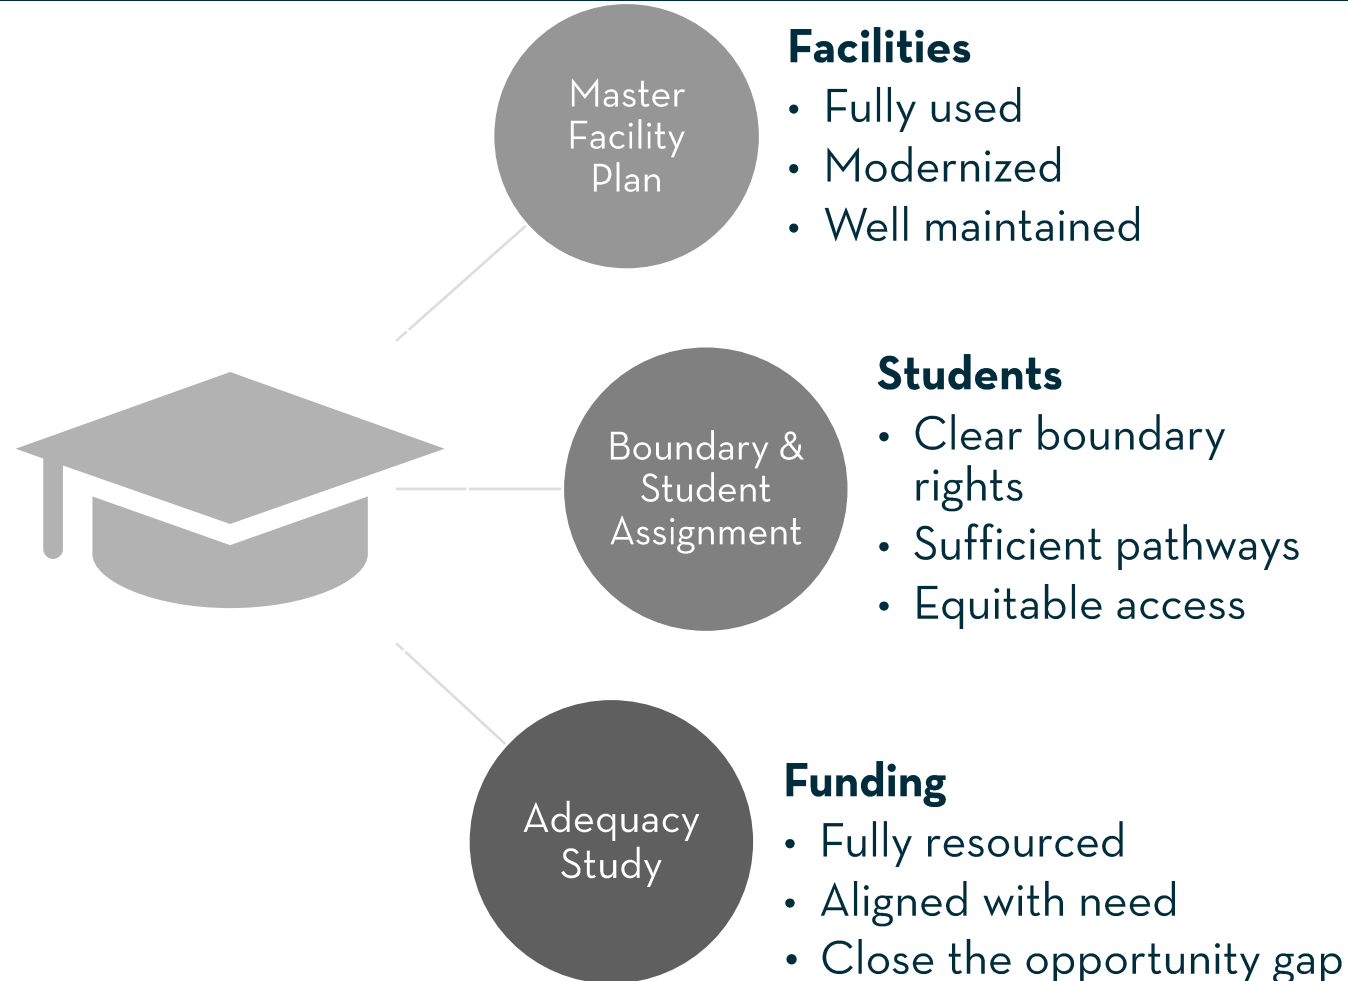 Master
Facility
Plan
Facilities
• Fully used
• Modernized
• Well maintained
Boundary &
Student
Assignment
Students
• Clear boundary
rights
• Sufficient pathways
• Equitable access
Adequacy
Study
Funding
• Fully resourced
• Aligned with need
• Close the opportunity gap